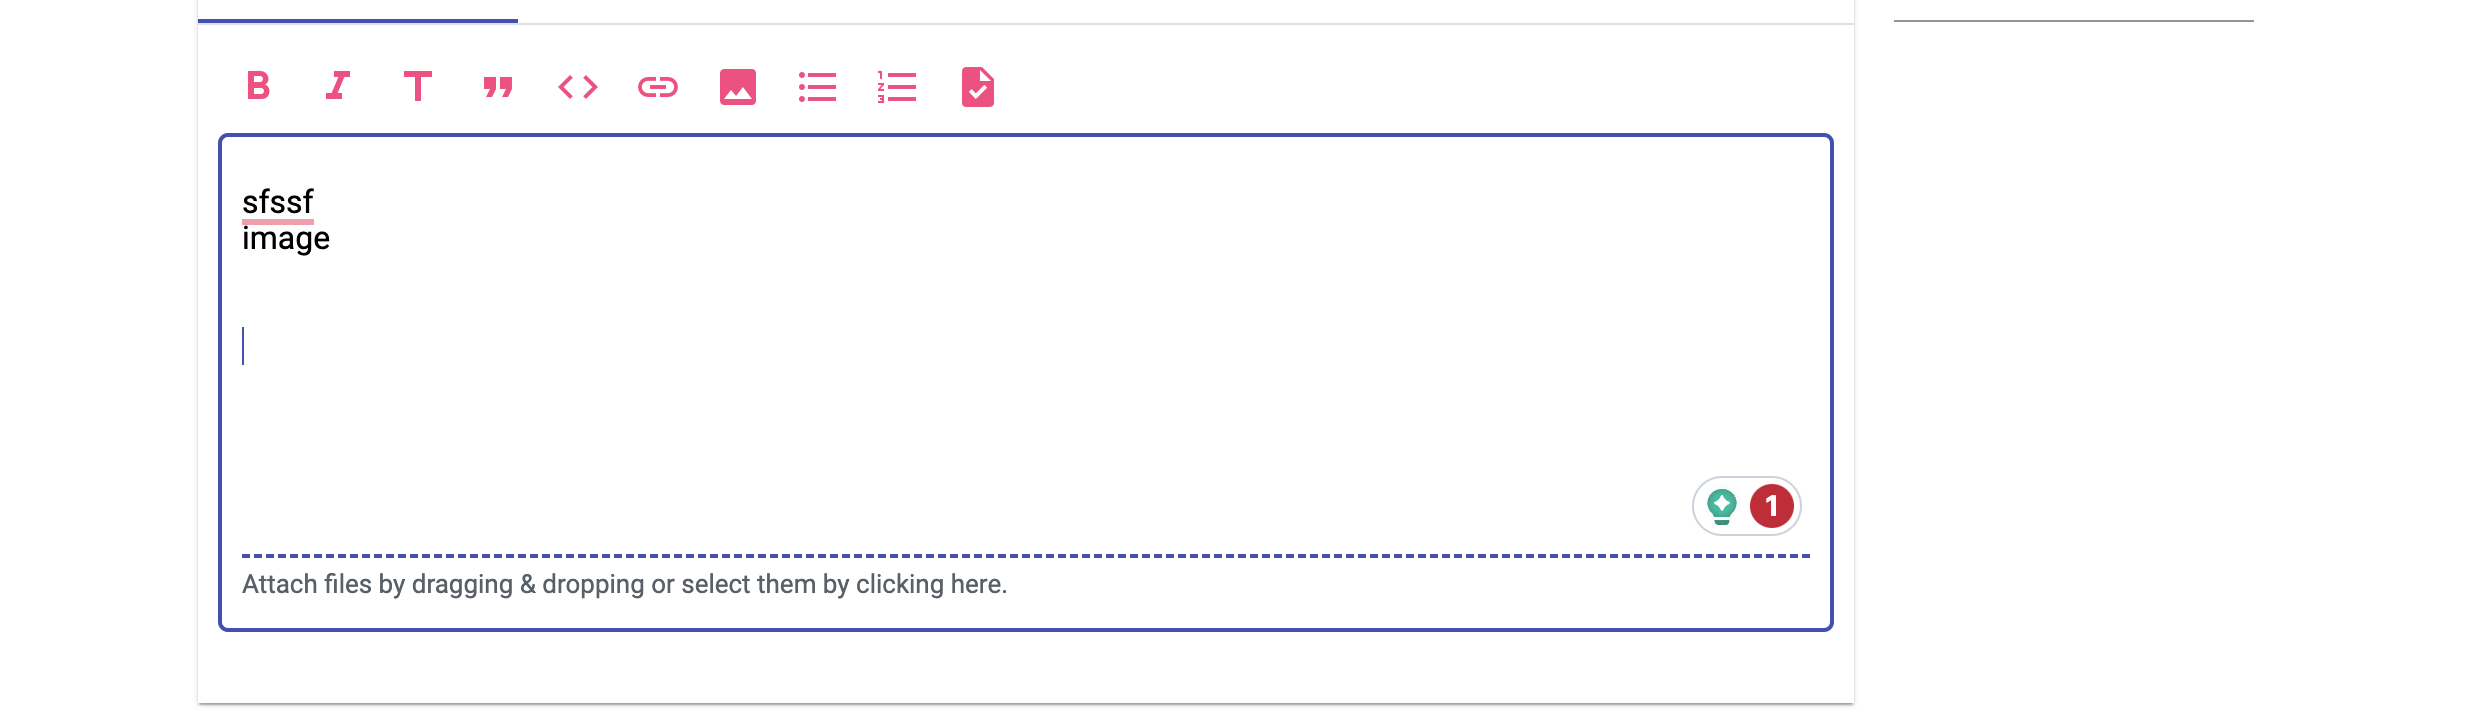 sfssf
image
1
Attach files by dragging & dropping or select them by clicking here.